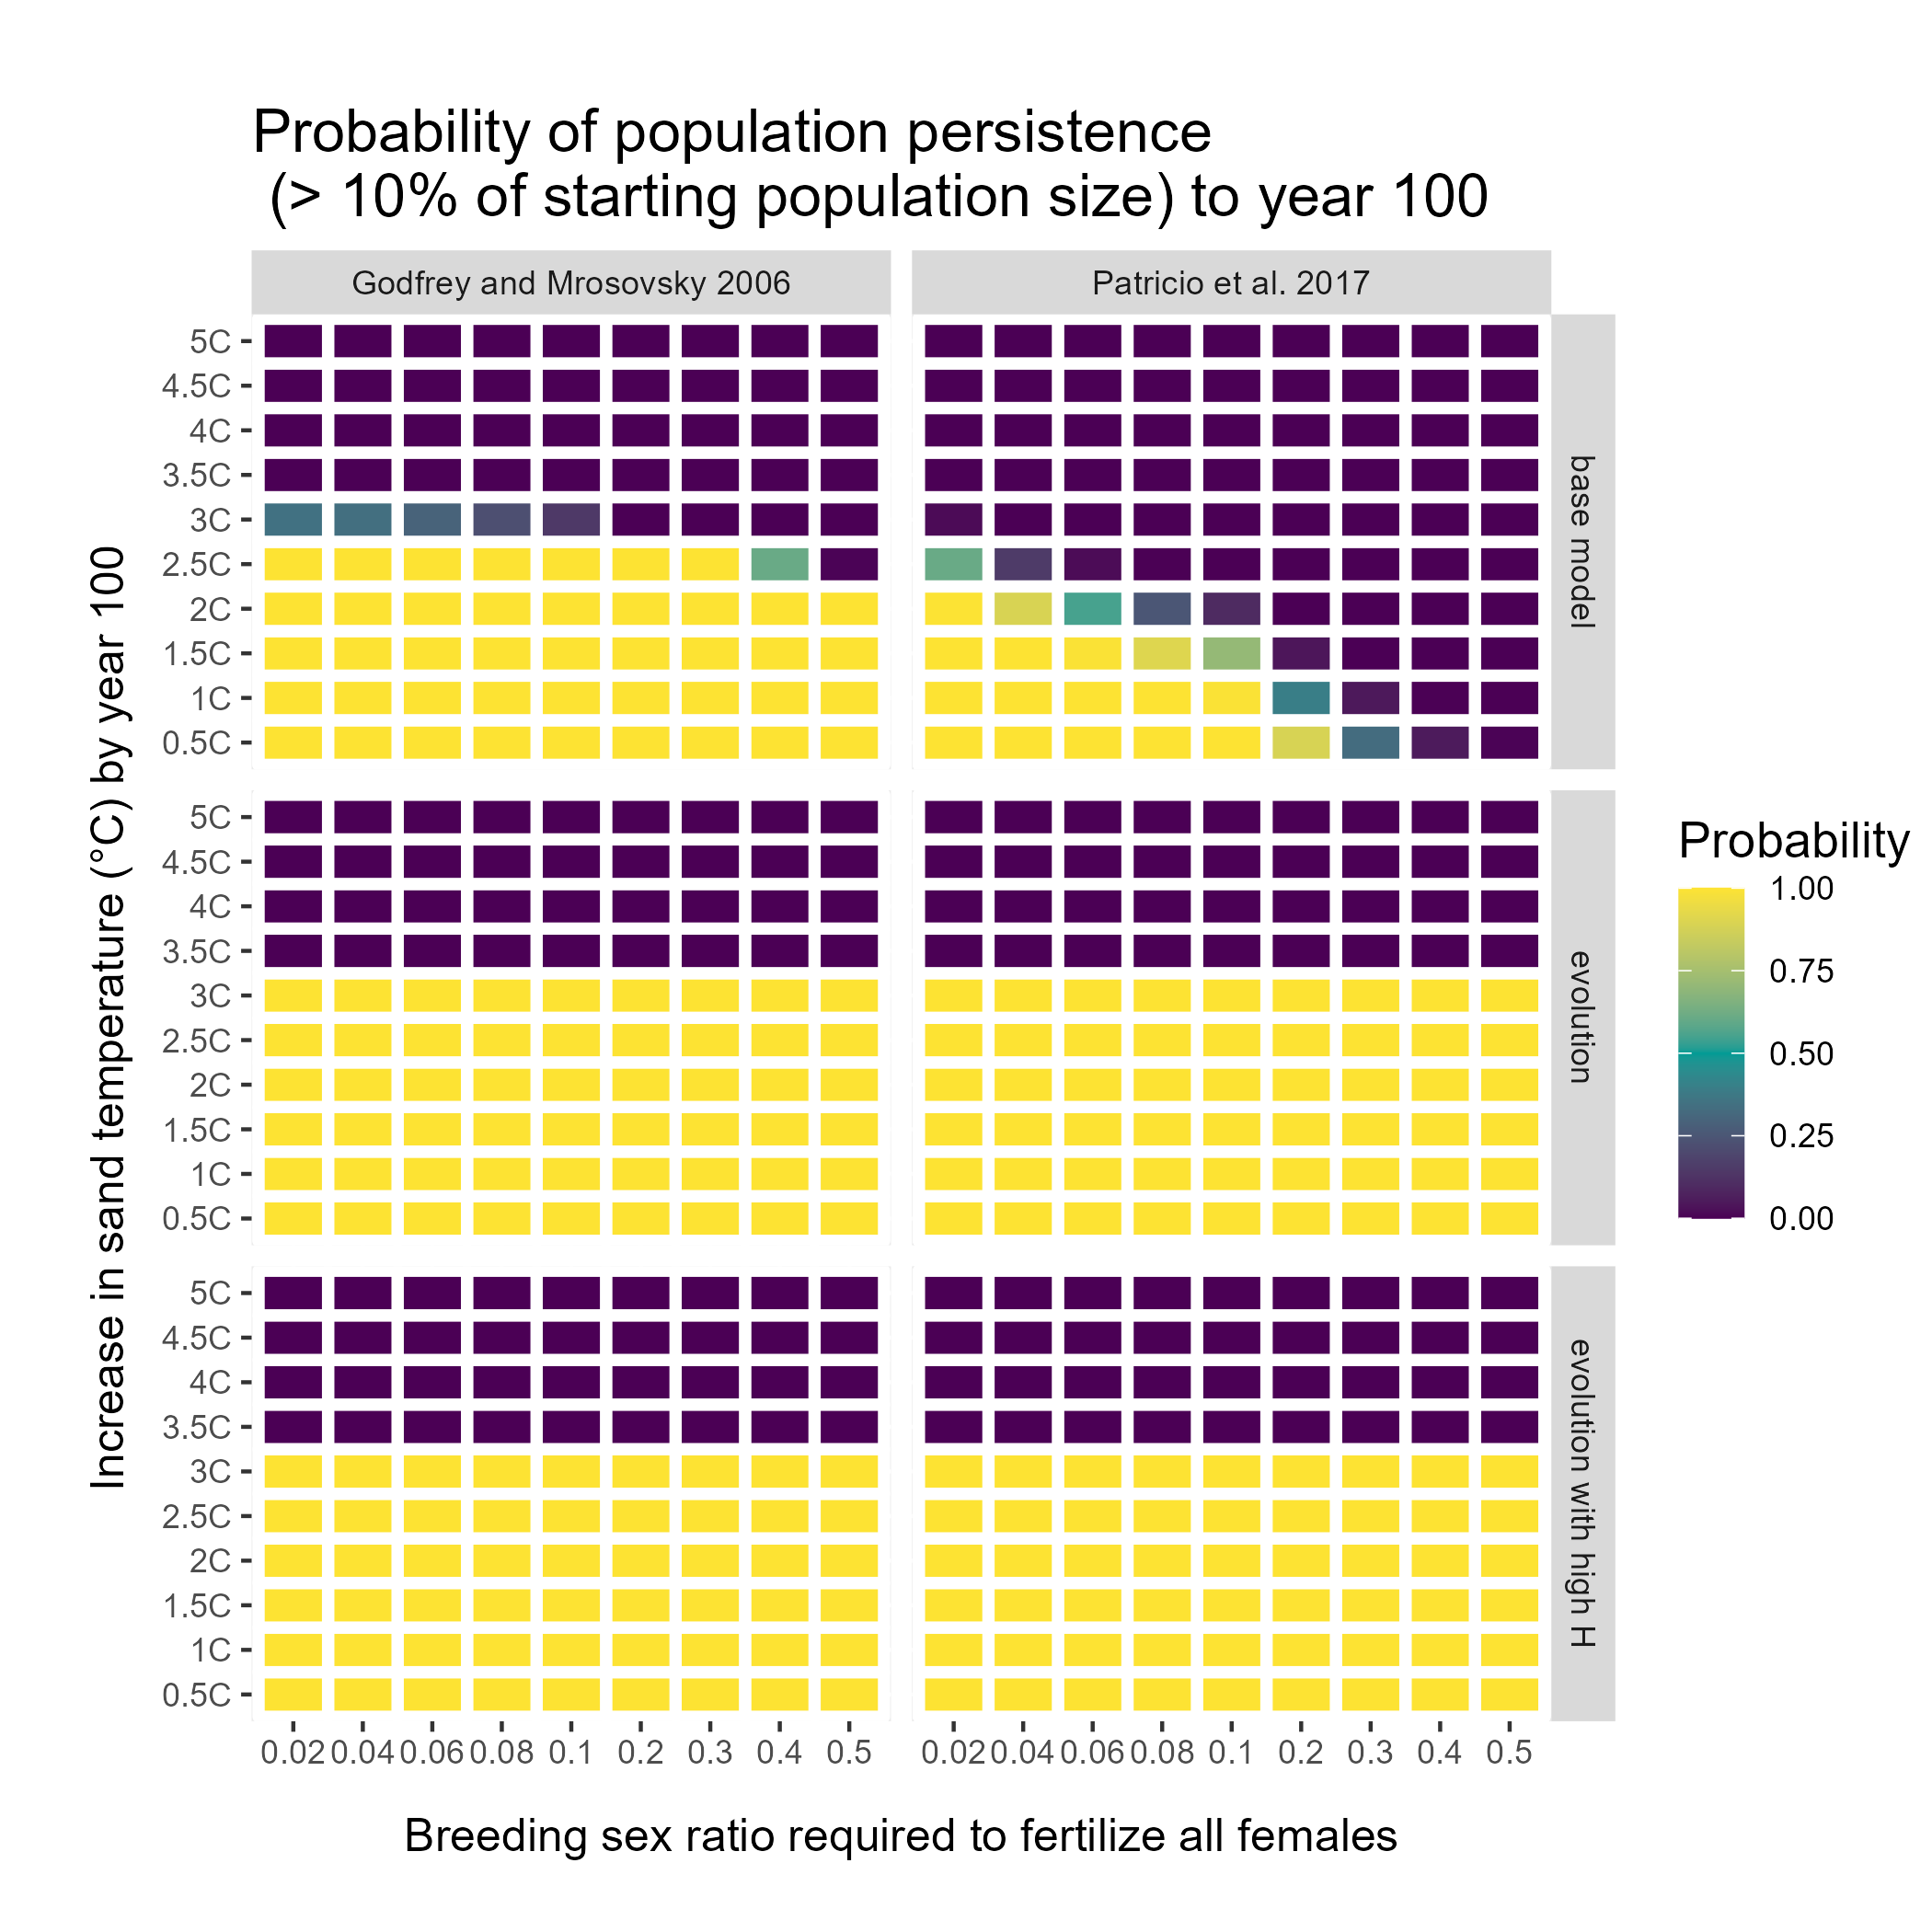 Probability of population persistence
(> 10% of starting population size) to year 100
Godfrey and Mrosovsky 2006
Patricio et al. 2017
Increase in sand temperature (°C) by year 100
5C
4.5C
4C
3.5C
3C
2.5C
2C
1.5C
1C
0.5C
base model
5C
4.5C
4C
3.5C
3C
2.5C
2C
1.5C
1C
0.5C
evolution
5C
4.5C
4C
3.5C
3C
2.5C
2C
1.5C
1C
0.5C
evolution with high H
0.02 0.04 0.06 0.08 0.1 0.2 0.3 0.4 0.5
0.02 0.04 0.06 0.08 0.1 0.2 0.3 0.4 0.5
Breeding sex ratio required to fertilize all females
Probability
1.00
0.75
0.50
0.25
0.00